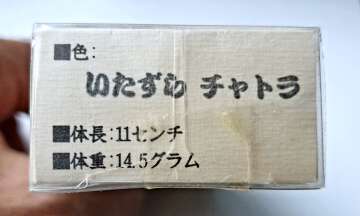 ■色:
いたずら チャトラ
■体長:11センチ
■体重:14.5グラム